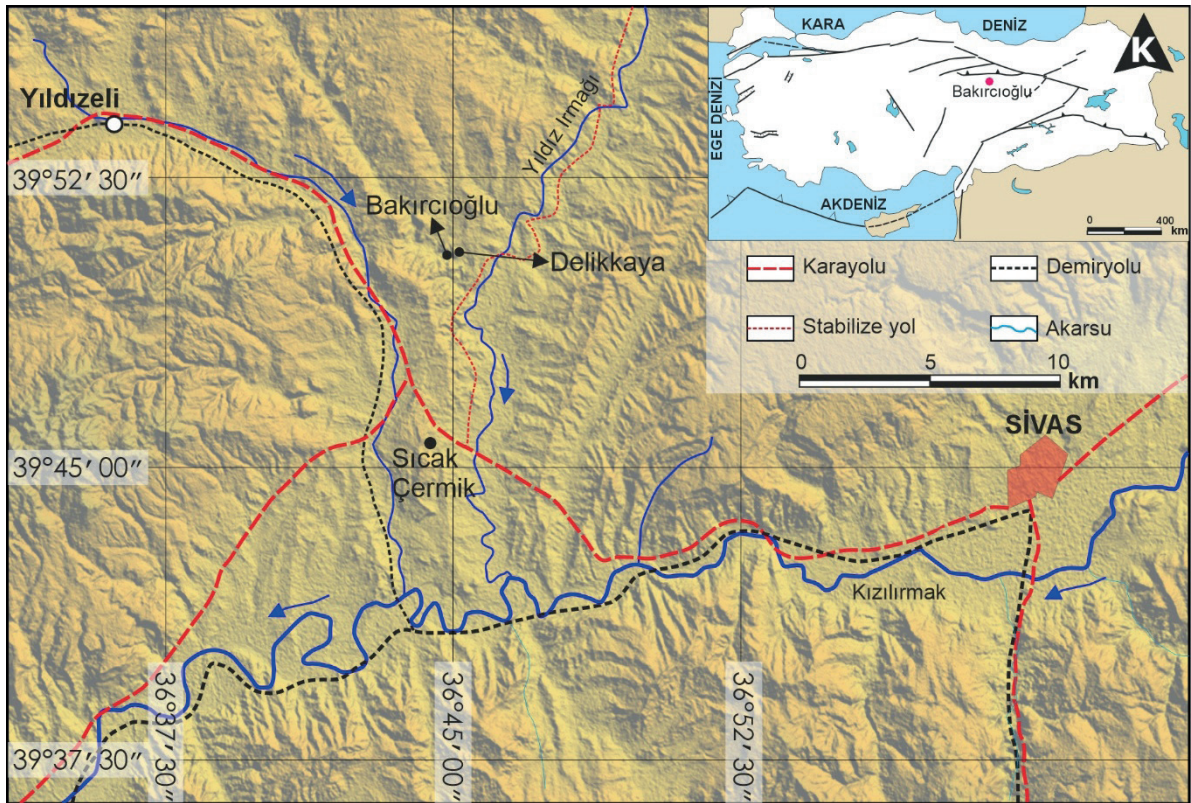 KARA
DENİZ
K
EGE DENİZİ
Bakırcıoğlu
AKDENİZ
0 400
km
Yıldızeli
Yıldız Irmağı
39°52'30"
Bakırcıoğlu
Delikkaya
Karayolu
Demiryolu
Stabilize yol
Akarsu
0 5 10
km
SİVAS
39°45'00"
Sıcak
Çermik
Kızılırmak
36°37'30"
36°45'00"
36°52'30"
39°37'30"